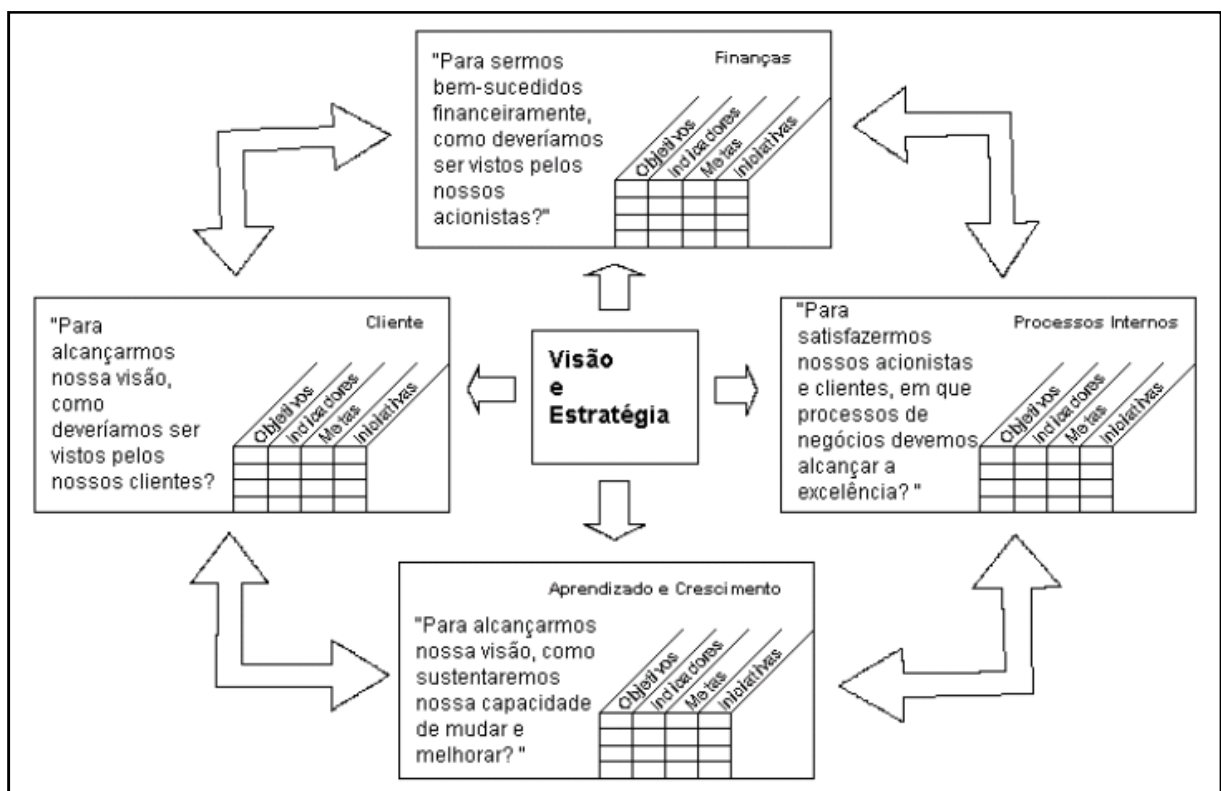 Finanças
"Para sermos
bem-sucedidos
financeiramente,
como deveríamos
ser vistos pelos
nossos
acionistas?"
Objetivos
Indicadores
Metas
Iniciativas
Cliente
"Para
alcançarmos
nossa visão,
como
deveríamos ser
vistos pelos
nossos clientes?
Objetivos
Indicadores
Metas
Iniciativas
Visão
e
Estratégia
Processos Internos
"Para
satisfazermos
nossos acionistas
e clientes, em que
processos de
negócios devemos
alcançar a
excelência? "
Objetivos
Indicadores
Metas
Iniciativas
Aprendizado e Crescimento
"Para alcançarmos
nossa visão, como
sustentaremos
nossa capacidade
de mudar e
melhorar? "
Objetivos
Indicadores
Metas
Iniciativas